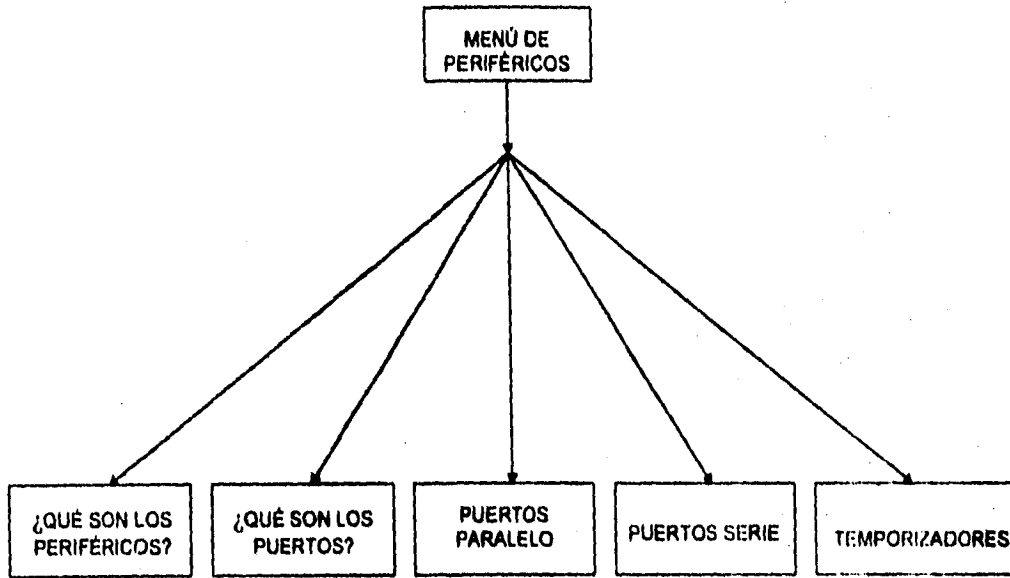 MENÚ DE
PERIFÉRICOS
¿QUÉ SON LOS
PERIFÉRICOS?
¿QUÉ SON LOS
PUERTOS?
PUERTOS
PARALELO
PUERTOS SERIE
TEMPORIZADORES